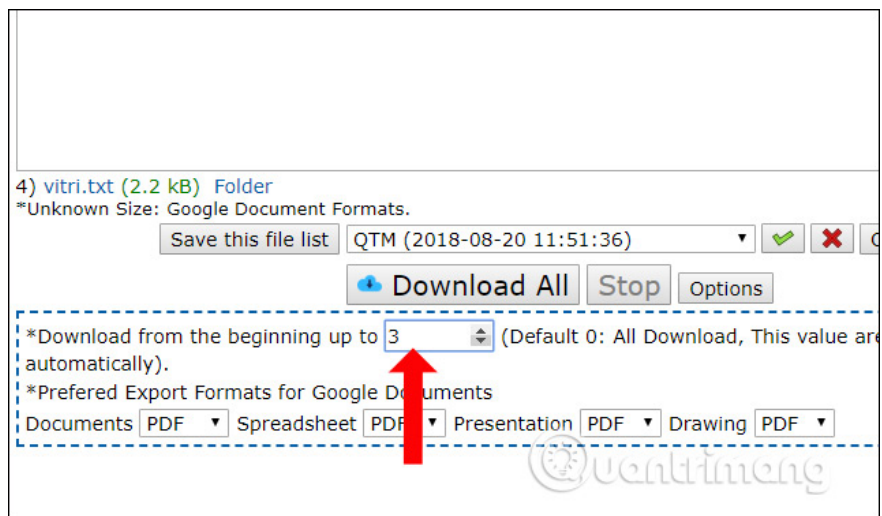 4) vitri.txt (2.2 kB) Folder
*Unknown Size: Google Document Formats.
Save this file list QTM (2018-08-20 11:51:36)
Download All Stop Options
*Download from the beginning up to 3 (Default 0: All Download, This value are
automatically).
*Prefered Export Formats for Google Documents
Documents PDF Spreadsheet PDF Presentation PDF Drawing PDF
Quantrimang